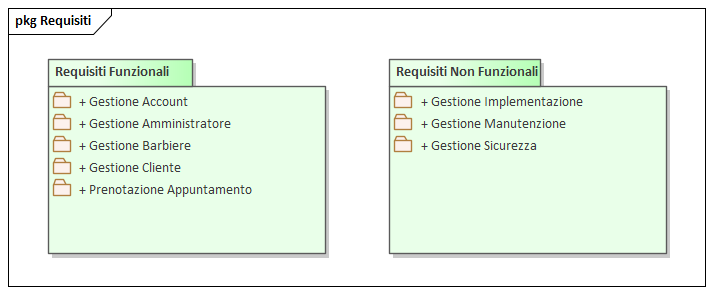 pkg Requisiti
Requisiti Funzionali
+ Gestione Account
+ Gestione Amministratore
+ Gestione Barbiere
+ Gestione Cliente
+ Prenotazione Appuntamento
Requisiti Non Funzionali
+ Gestione Implementazione
+ Gestione Manutenzione
+ Gestione Sicurezza